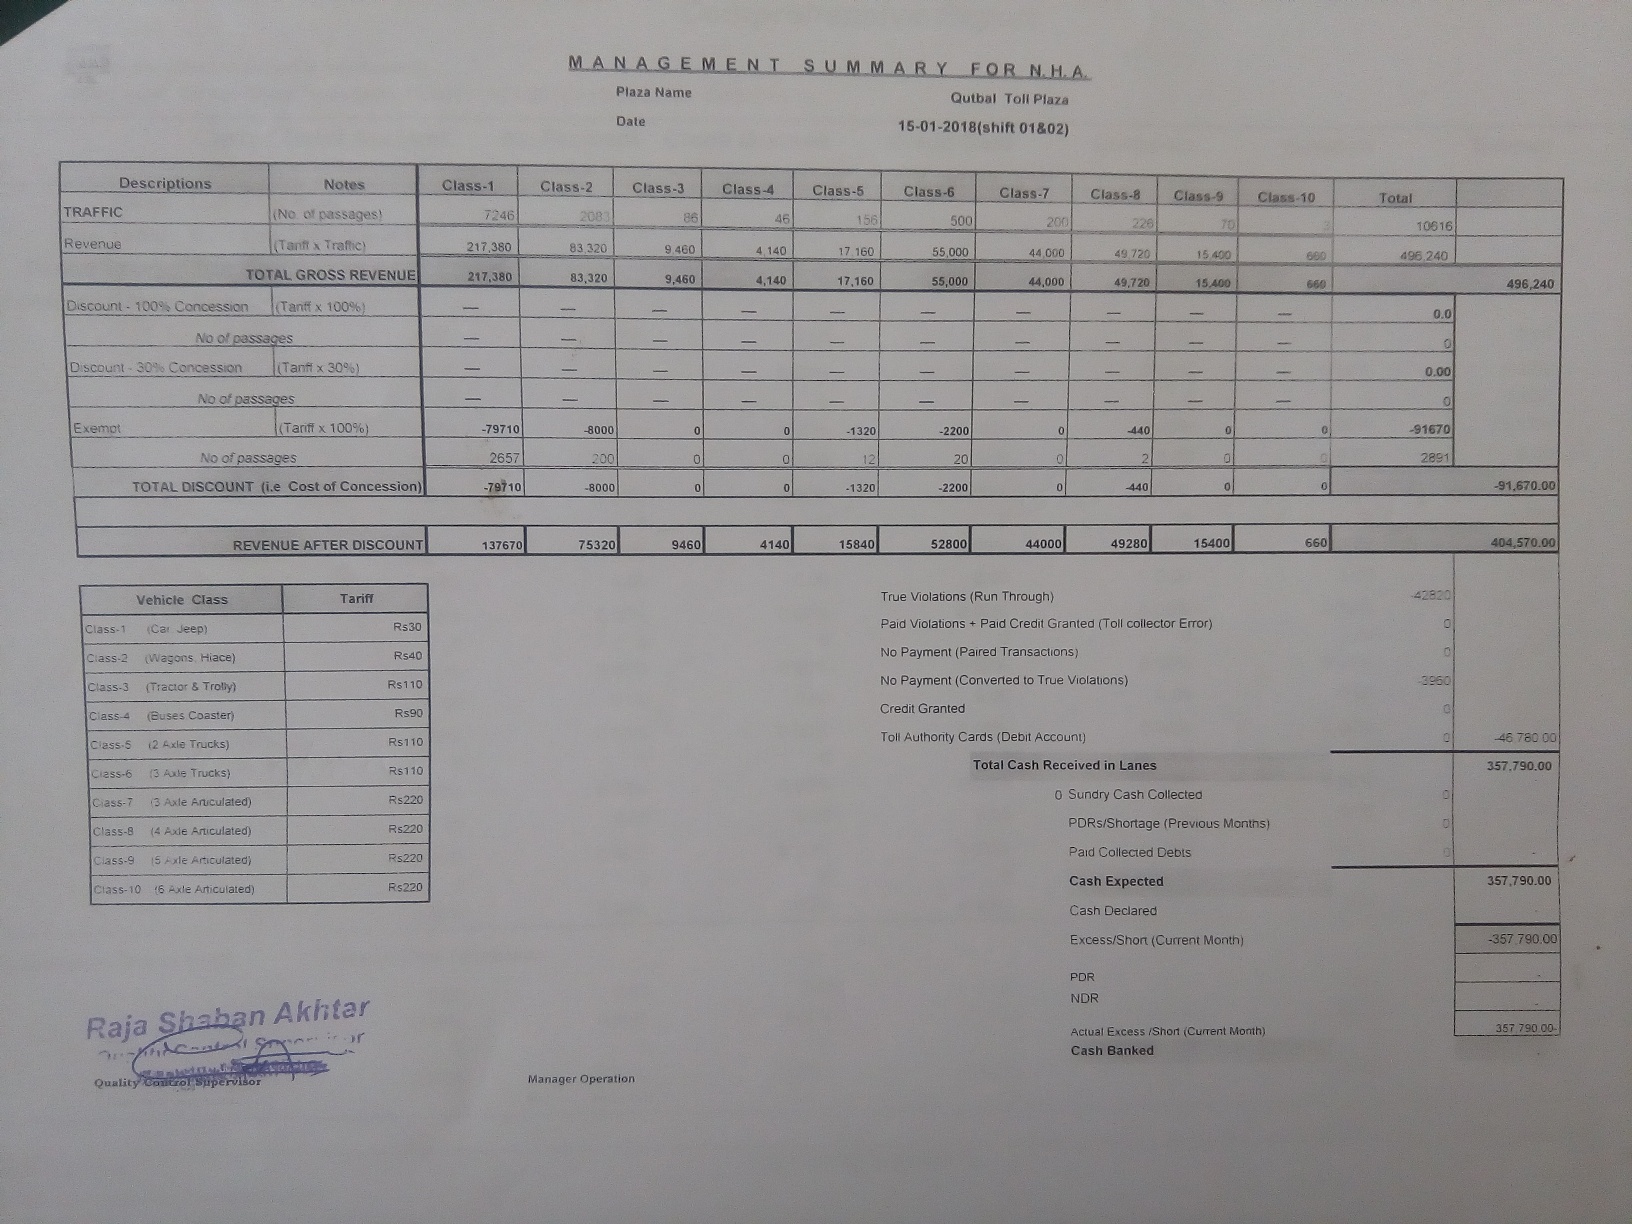 MANAGEMENT SUMMARY FOR N.H.A.
Plaza Name Qutbal Toll Plaza
Date 15-01-2018(shift 01&02)
Descriptions Notes Class-1 Class-2 Class-3 Class-4 Class-5 Class-6 Class-7 Class-8 Class-9 Class-10 Total
TRAFFIC (No. of passages) 7246 2083 86 46 156 500 200 226 70 3 10616
Revenue (Tariff x Traffic) 217,380 83,320 9,460 4,140 17,160 55,000 44,000 49,720 15,400 660 496,240
TOTAL GROSS REVENUE 217,380 83,320 9,460 4,140 17,160 55,000 44,000 49,720 15,400 660 496,240
Discount - 100% Concession (Tariff x 100%) — — — — — — — — — — 0.0
No of passages — — — — — — — — — — 0
Discount - 30% Concession (Tariff x 30%) — — — — — — — — — — 0.00
No of passages — — — — — — — — — — 0
Exempt (Tariff x 100%) -79710 -8000 0 0 -1320 -2200 0 -440 0 0 -91670
No of passages 2657 200 0 0 12 20 0 2 0 0 2891
TOTAL DISCOUNT (i.e Cost of Concession) -79710 -8000 0 0 -1320 -2200 0 -440 0 0 -91,670.00
REVENUE AFTER DISCOUNT 137670 75320 9460 4140 15840 52800 44000 49280 15400 660 404,570.00
Vehicle Class Tariff
Class-1 (Car Jeep) Rs30
Class-2 (Wagons, Hiace) Rs40
Class-3 (Tractor & Trolly) Rs110
Class-4 (Buses Coaster) Rs90
Class-5 (2 Axle Trucks) Rs110
Class-6 (3 Axle Trucks) Rs110
Class-7 (3 Axle Articulated) Rs220
Class-8 (4 Axle Articulated) Rs220
Class-9 (5 Axle Articulated) Rs220
Class-10 (6 Axle Articulated) Rs220
True Violations (Run Through) -42820
Paid Violations + Paid Credit Granted (Toll collector Error) 0
No Payment (Paired Transactions) 0
No Payment (Converted to True Violations) -3960
Credit Granted 0
Toll Authority Cards (Debit Account) 0 -46 780.00
Total Cash Received in Lanes 357,790.00
0 Sundry Cash Collected 0
PDRs/Shortage (Previous Months) 0
Paid Collected Debts 0 -
Cash Expected 357,790.00
Cash Declared -
Excess/Short (Current Month) -357,790.00
PDR -
NDR -
Actual Excess /Short (Current Month) 357,790.00-
Cash Banked
Raja Shaban Akhtar
Quality Control Supervisor
Manager Operation